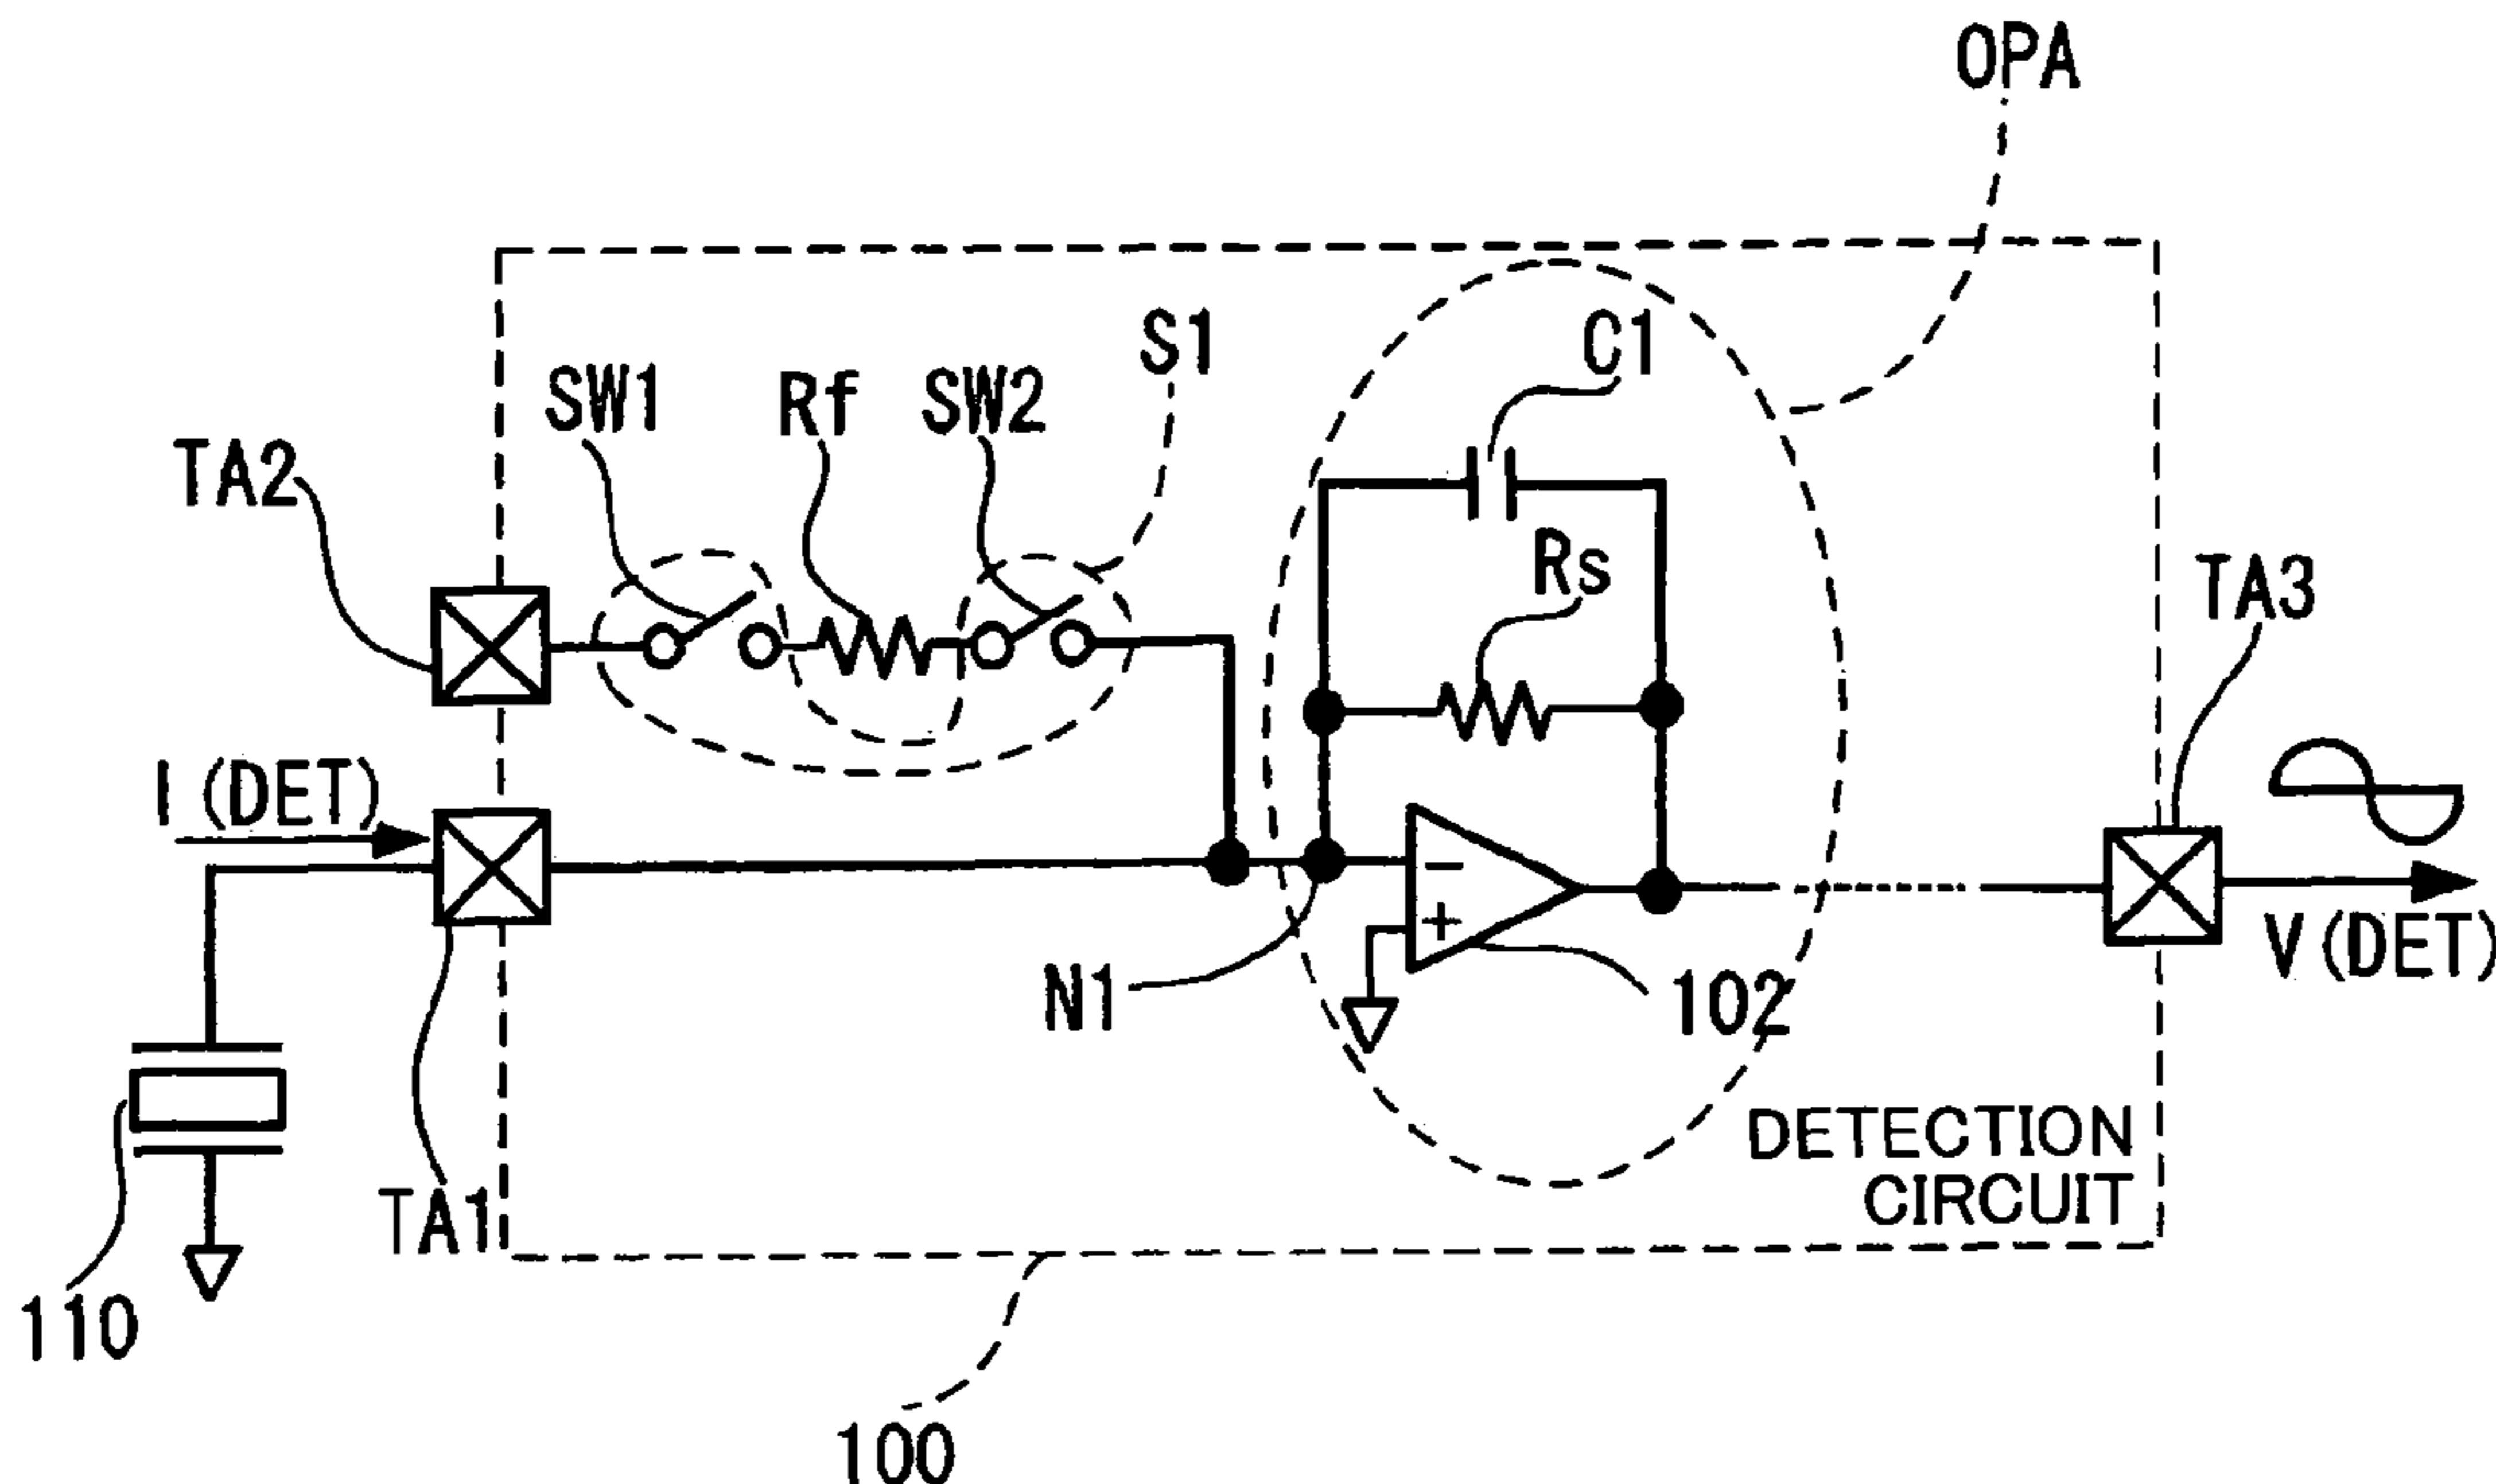 OPA
S1
C1
SW1
Rf
SW2
TA2
Rs
TA3
I (DET)
V (DET)
N1
102
DETECTION
CIRCUIT
TA1
110
100